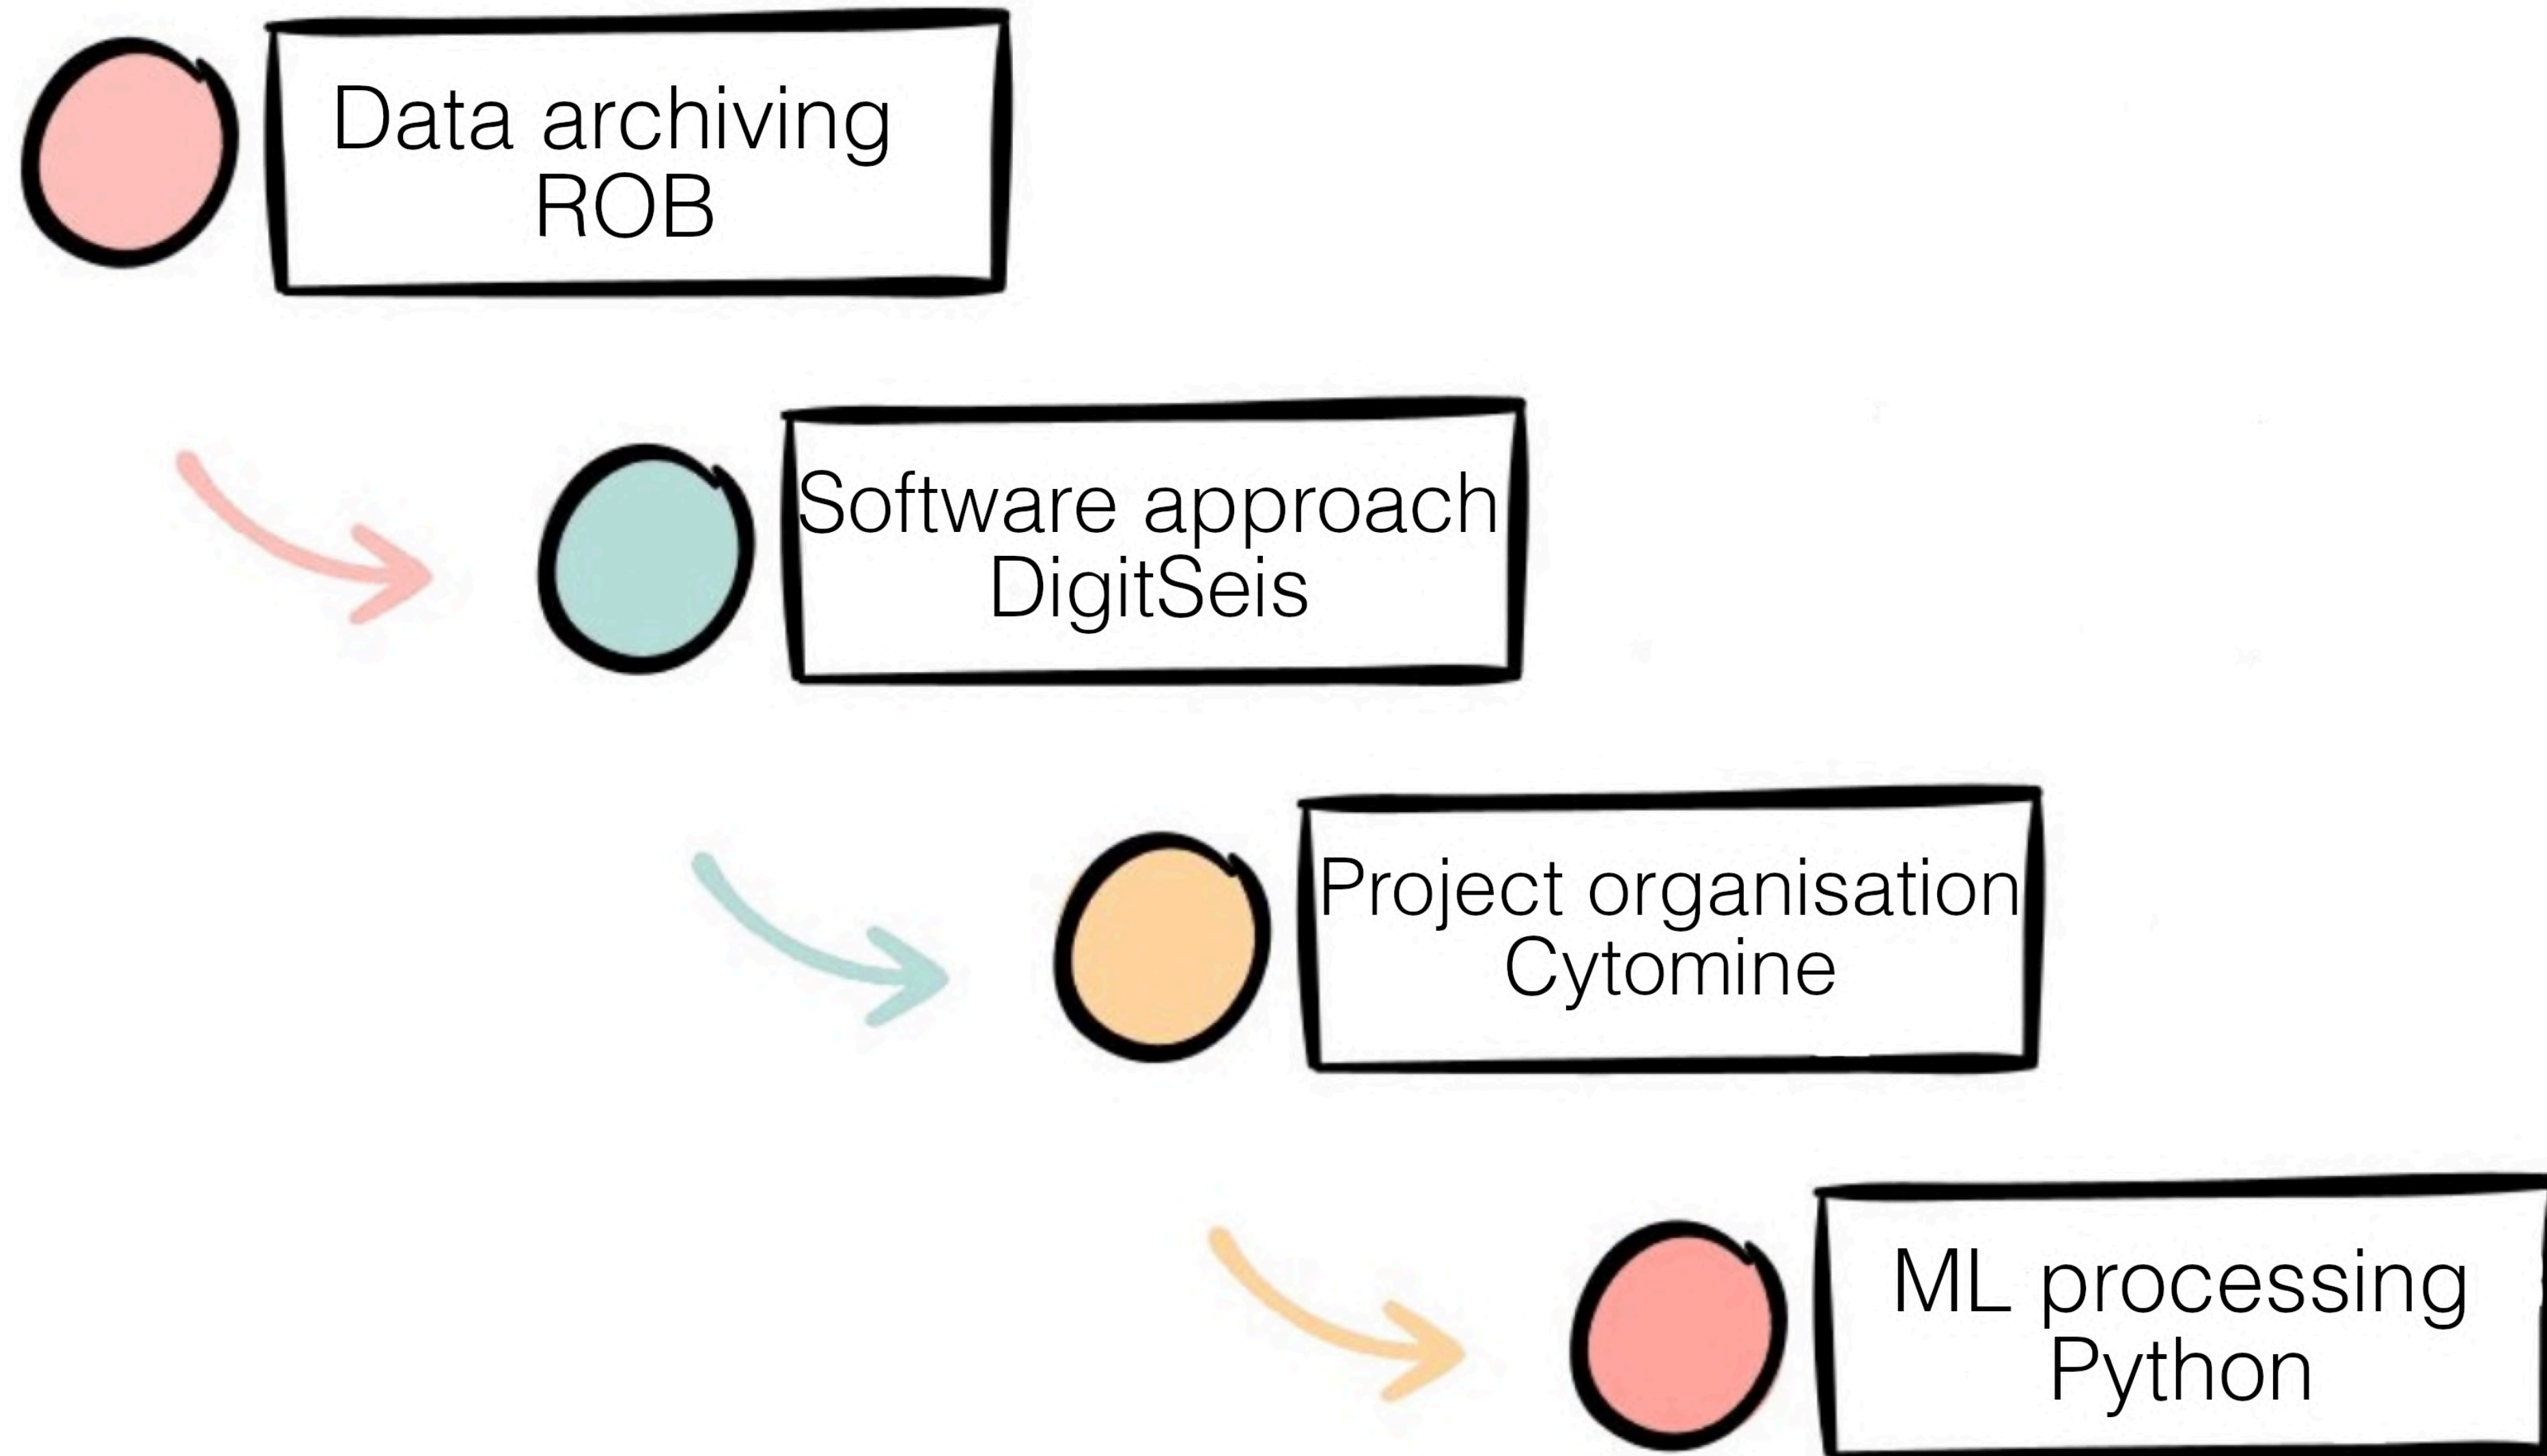 Data archiving
ROB
Software approach
DigitSeis
Project organisation
Cytomine
ML processing
Python